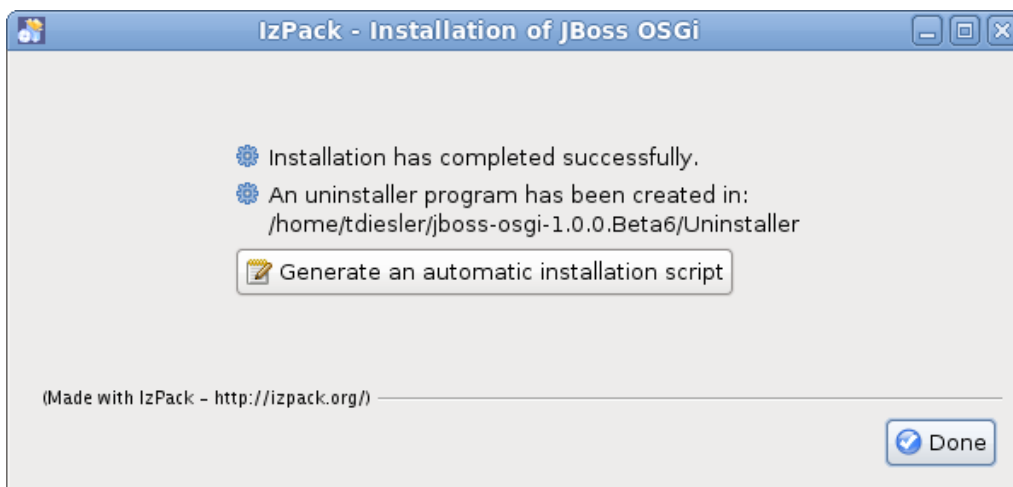 IzPack - Installation of JBoss OSGi
Installation has completed successfully.
An uninstaller program has been created in:
/home/tdiesler/jboss-osgi-1.0.0.Beta6/Uninstaller
Generate an automatic installation script
(Made with IzPack - http://izpack.org/)
Done